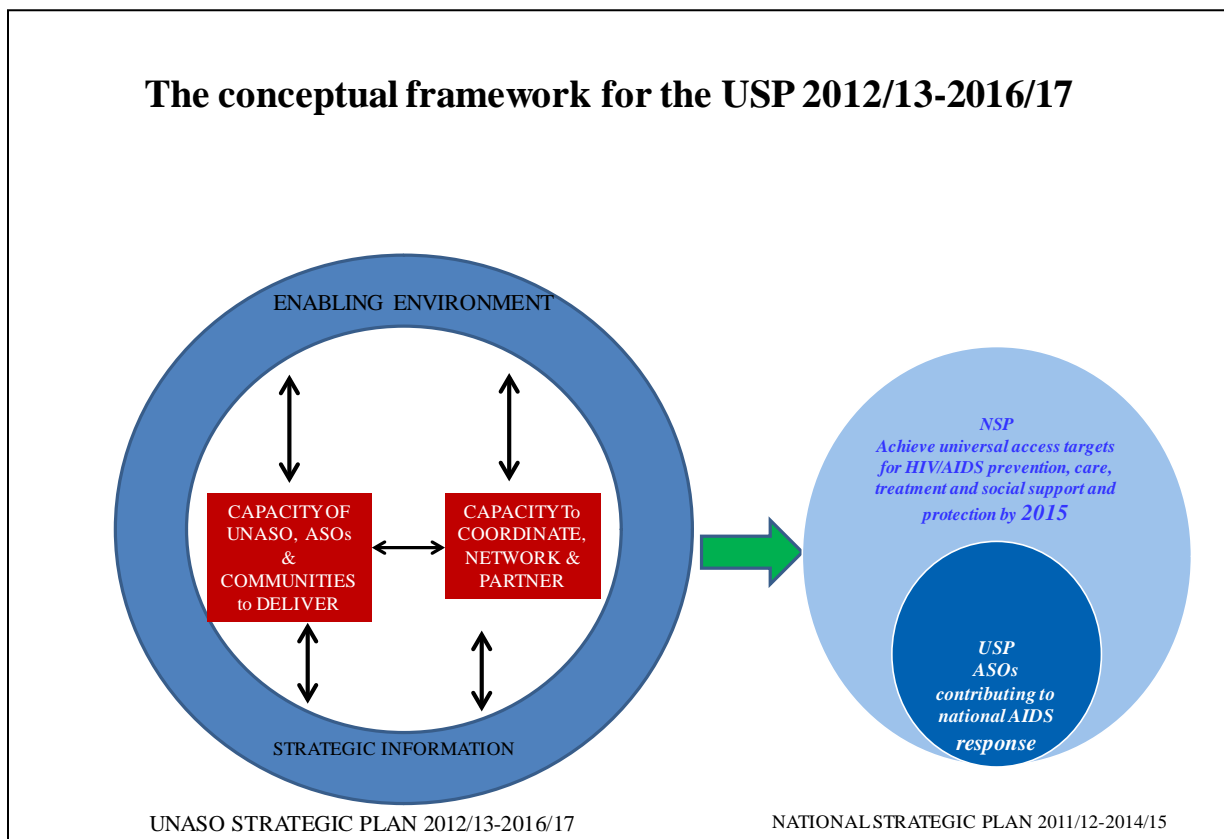 The conceptual framework for the USP 2012/13-2016/17
ENABLING ENVIRONMENT
CAPACITY OF
UNASO, ASOs
&
COMMUNITIES
to DELIVER
CAPACITY To
COORDINATE,
NETWORK &
PARTNER
STRATEGIC INFORMATION
UNASO STRATEGIC PLAN 2012/13-2016/17
NSP
Achieve universal access targets
for HIV/AIDS prevention, care,
treatment and social support and
protection by 2015
USP
ASOs
contributing to
national AIDS
response
NATIONAL STRATEGIC PLAN 2011/12-2014/15